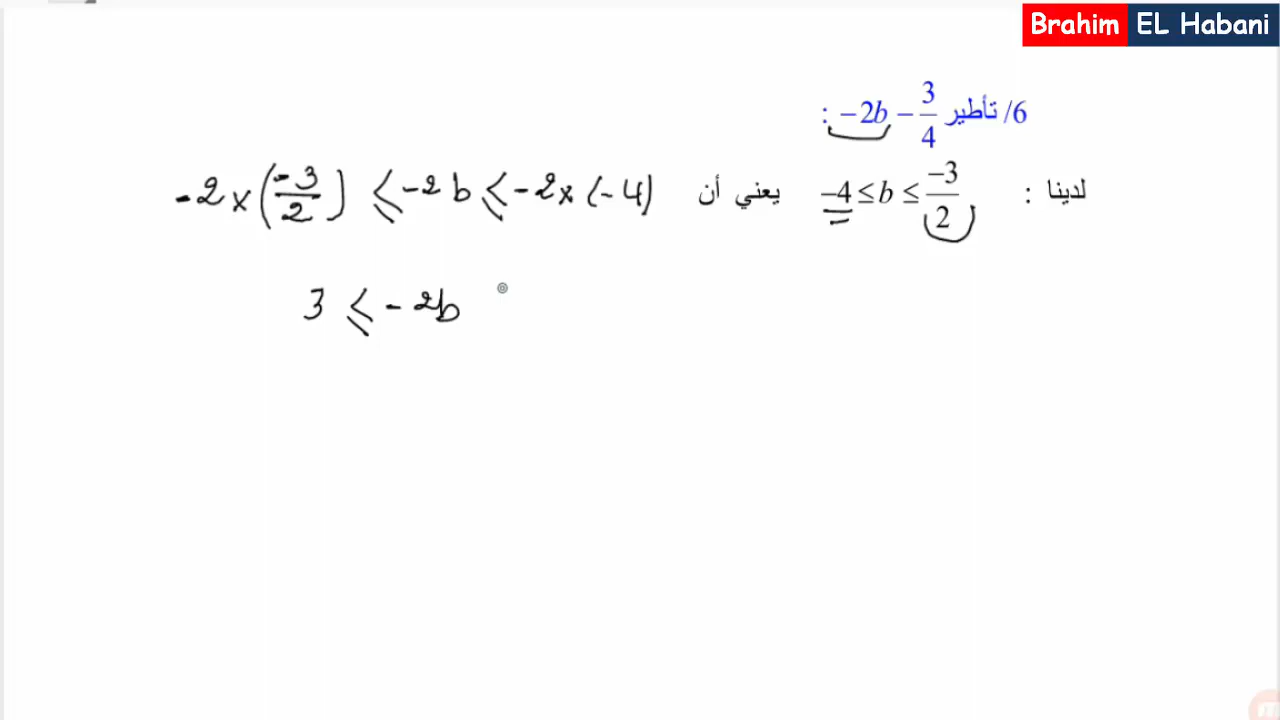 Brahim EL Habani
6/ تأطير −2b − 3/4 :
لدينا : −4 ≤ b ≤ −3/2 يعني أن −2 × (−3/2) ≤ −2b ≤ −2 × (−4)
3 ≤ −2b